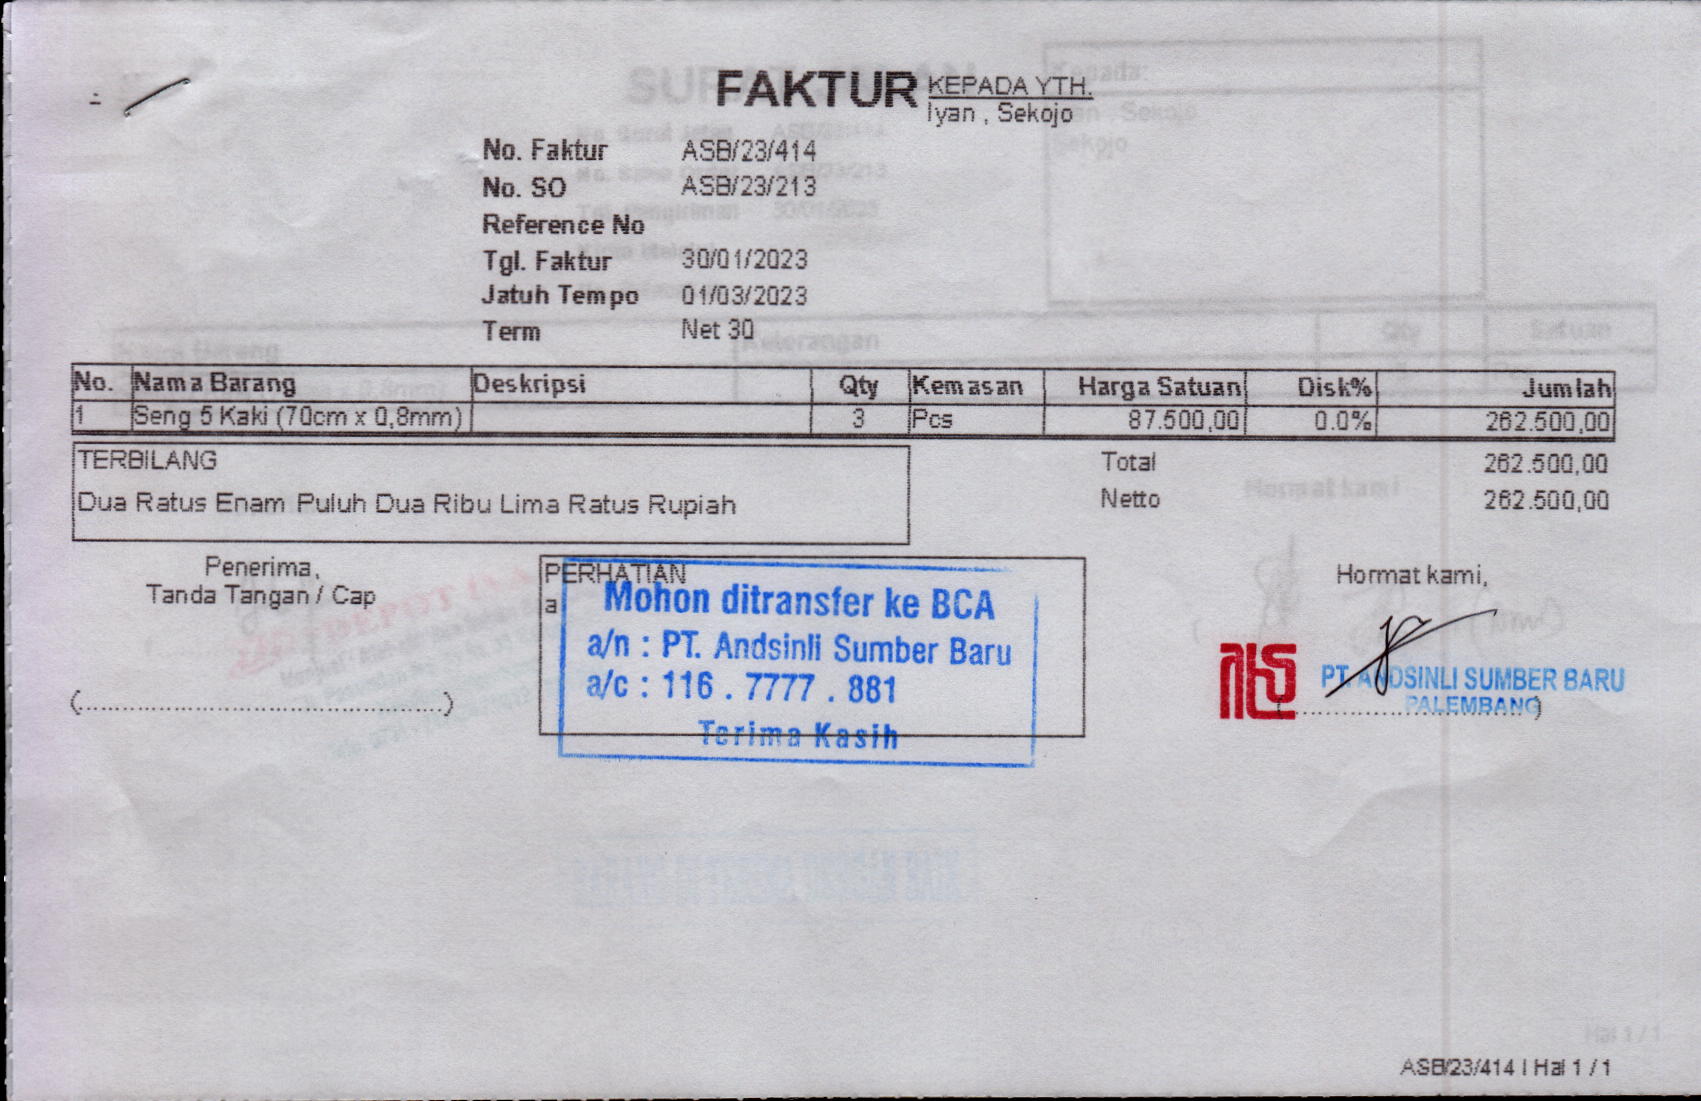 FAKTUR
KEPADA YTH.
Iyan , Sekojo
No. Faktur ASB/23/414
No. SO ASB/23/213
Reference No
Tgl. Faktur 30/01/2023
Jatuh Tempo 01/03/2023
Term Net 30
No. Nama Barang Deskripsi Qty Kemasan Harga Satuan Disk% Jumlah
1 Seng 5 Kaki (70cm x 0,8mm) 3 Pcs 87.500,00 0.0% 262.500,00
TERBILANG
Dua Ratus Enam Puluh Dua Ribu Lima Ratus Rupiah
Total 262.500,00
Netto 262.500,00
Penerima,
Tanda Tangan / Cap
(............................................)
PERHATIAN
a
Mohon ditransfer ke BCA
a/n : PT. Andsinli Sumber Baru
a/c : 116 . 7777 . 881
Terima Kasih
Hormat kami,
PT. ANDSINLI SUMBER BARU
PALEMBANG
ASB/23/414 | Hal 1 / 1